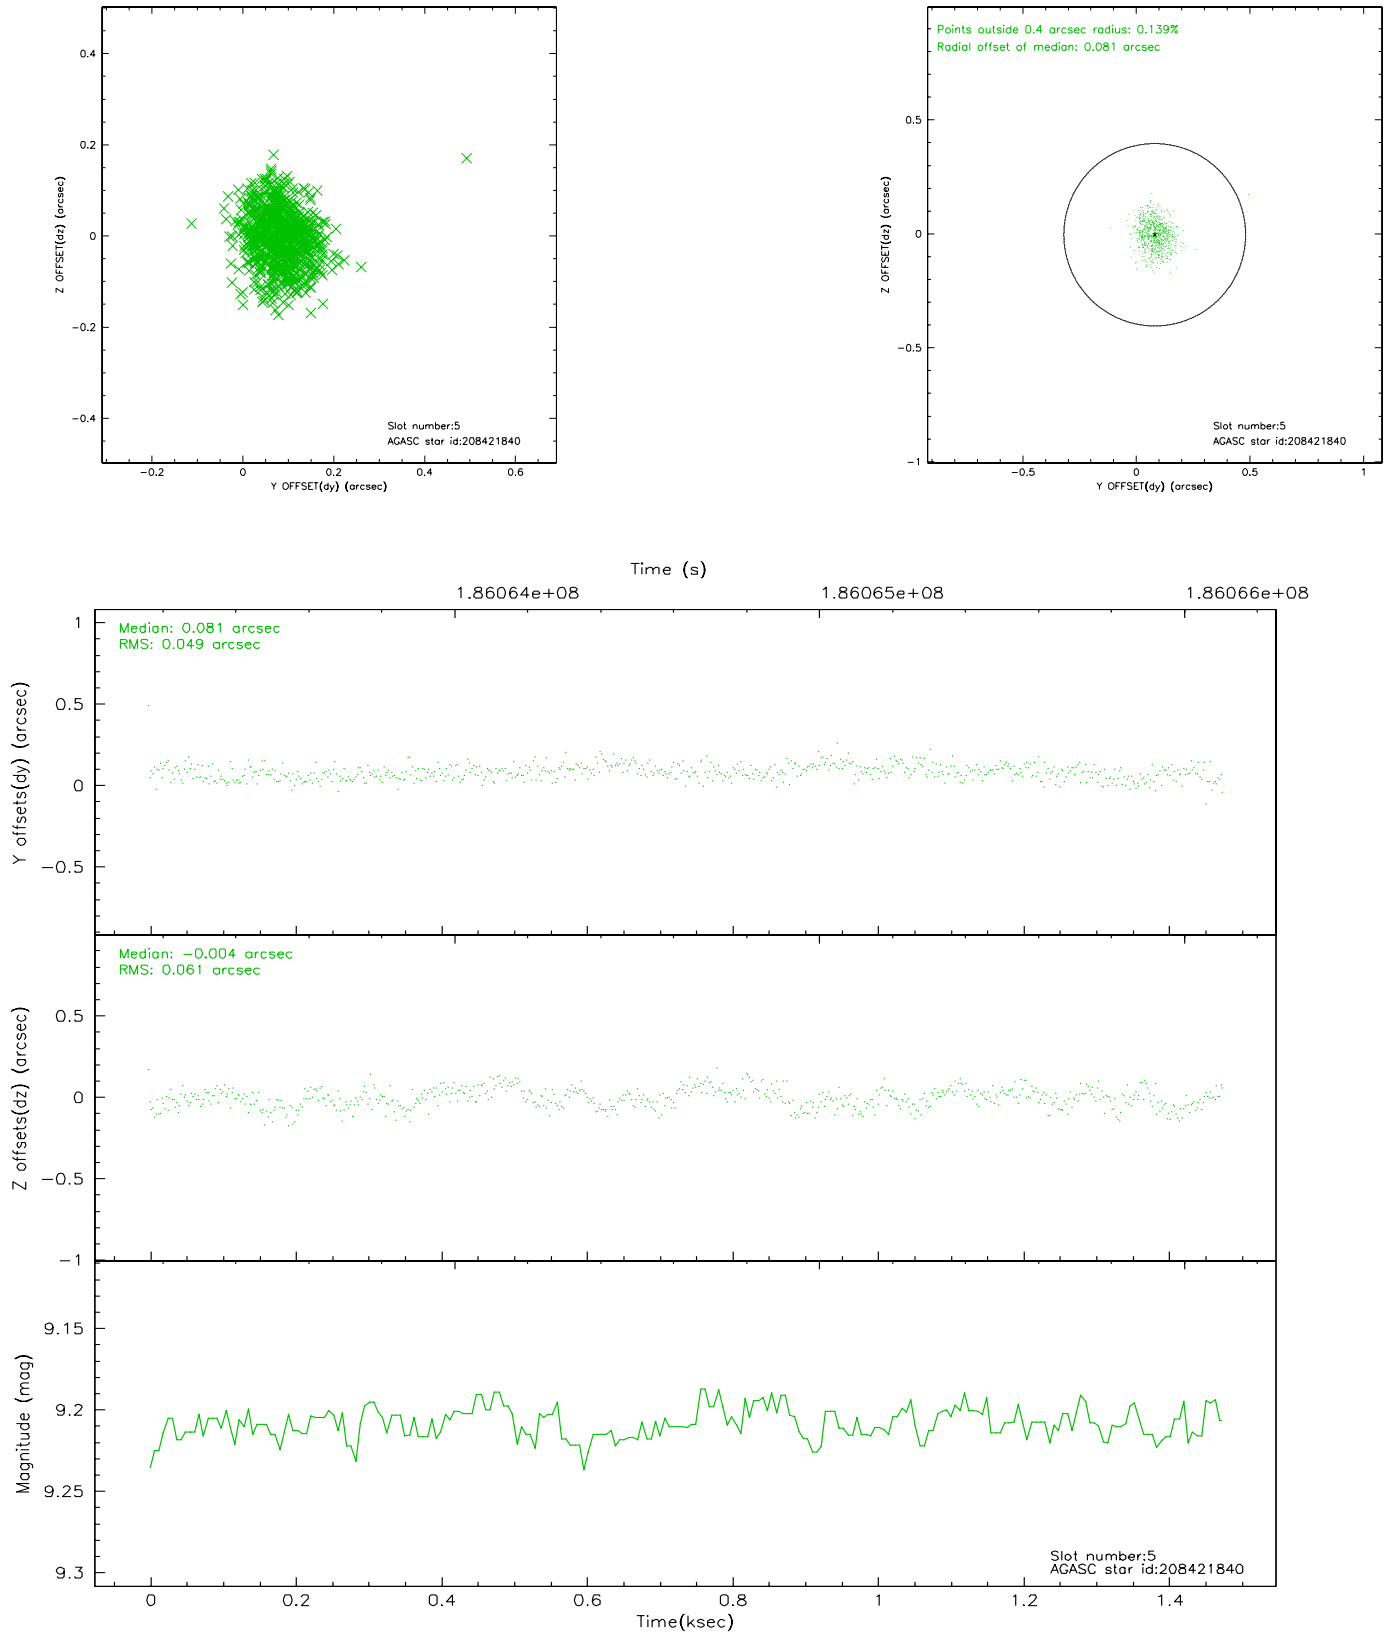 0.4
0.2
0
-0.2
-0.4
Z OFFSET(dz) (arcsec)
-0.2 0 0.2 0.4 0.6
Y OFFSET(dy) (arcsec)
Slot number:5
AGASC star id:208421840
Points outside 0.4 arcsec radius: 0.139%
Radial offset of median: 0.081 arcsec
0.5
0
-0.5
-1
Z OFFSET(dz) (arcsec)
-0.5 0 0.5 1
Y OFFSET(dy) (arcsec)
Slot number:5
AGASC star id:208421840
Time (s)
1.86064e+08 1.86065e+08 1.86066e+08
Median: 0.081 arcsec
RMS: 0.049 arcsec
1
0.5
0
-0.5
Y offsets(dy) (arcsec)
Median: -0.004 arcsec
RMS: 0.061 arcsec
0.5
0
-0.5
-1
Z offsets(dz) (arcsec)
9.15
9.2
9.25
9.3
Magnitude (mag)
Slot number:5
AGASC star id:208421840
0 0.2 0.4 0.6 0.8 1 1.2 1.4
Time(ksec)